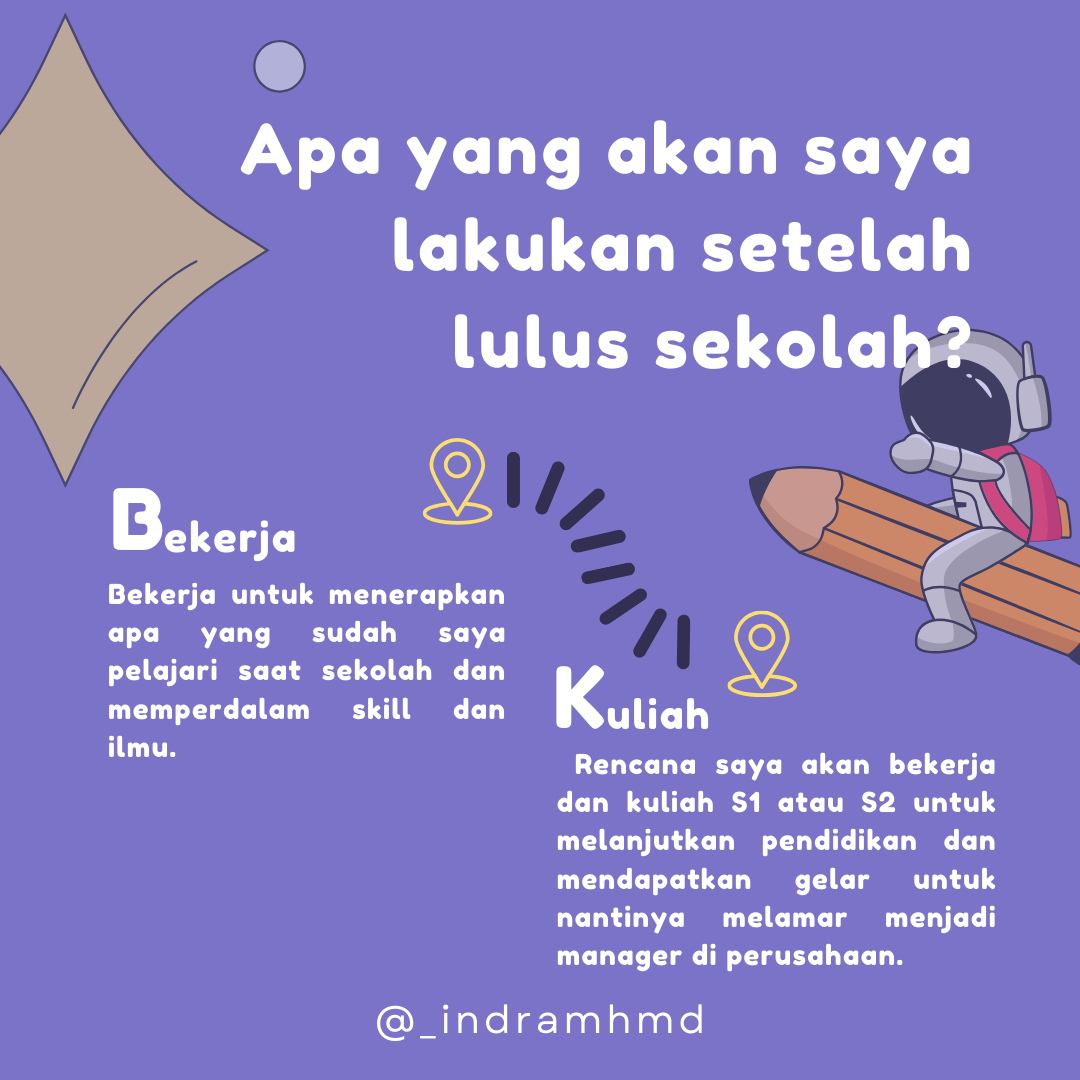 Apa yang akan saya
lakukan setelah
lulus sekolah?
Bekerja
Bekerja untuk menerapkan
apa yang sudah saya
pelajari saat sekolah dan
memperdalam skill dan
ilmu.
Kuliah
Rencana saya akan bekerja
dan kuliah S1 atau S2 untuk
melanjutkan pendidikan dan
mendapatkan gelar untuk
nantinya melamar menjadi
manager di perusahaan.
@_indramhmd